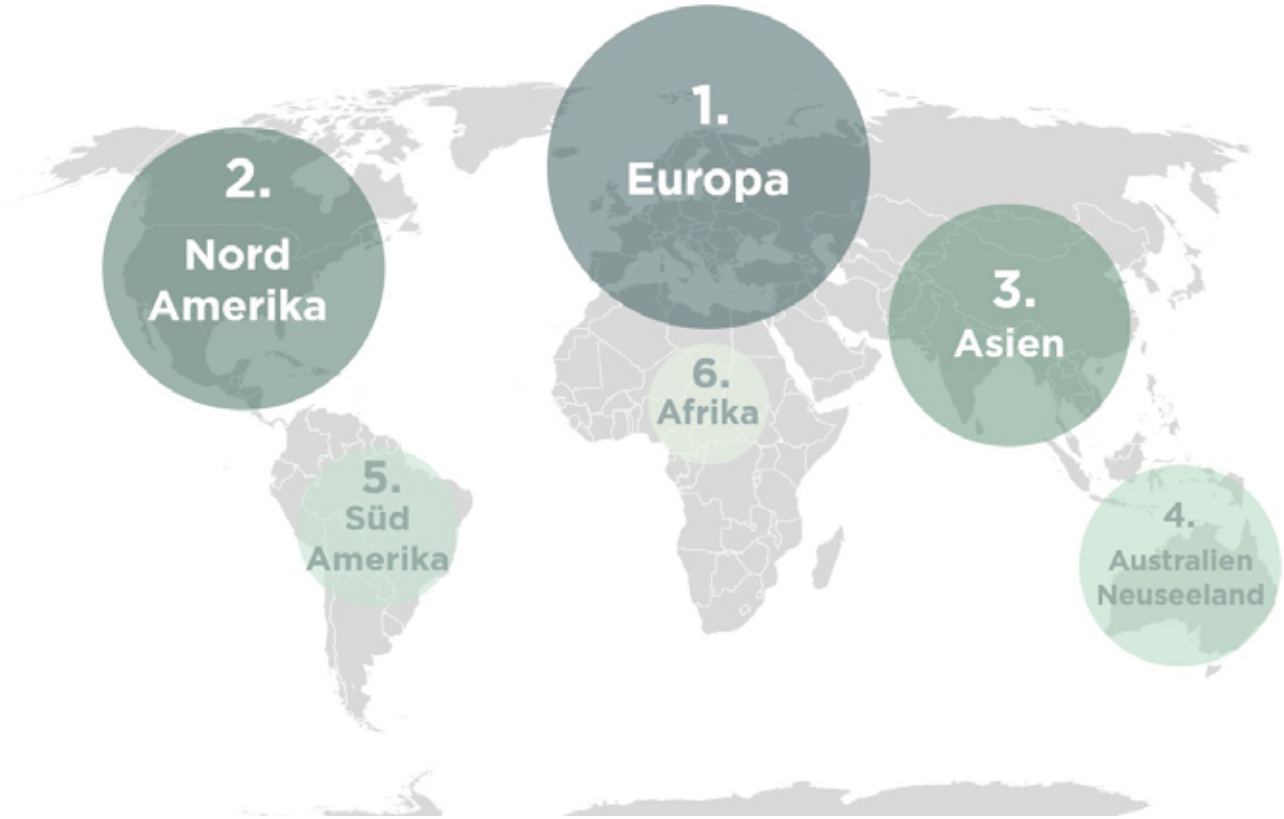 1.
Europa
2.
Nord
Amerika
3.
Asien
4.
Australien
Neuseeland
5.
Süd
Amerika
6.
Afrika